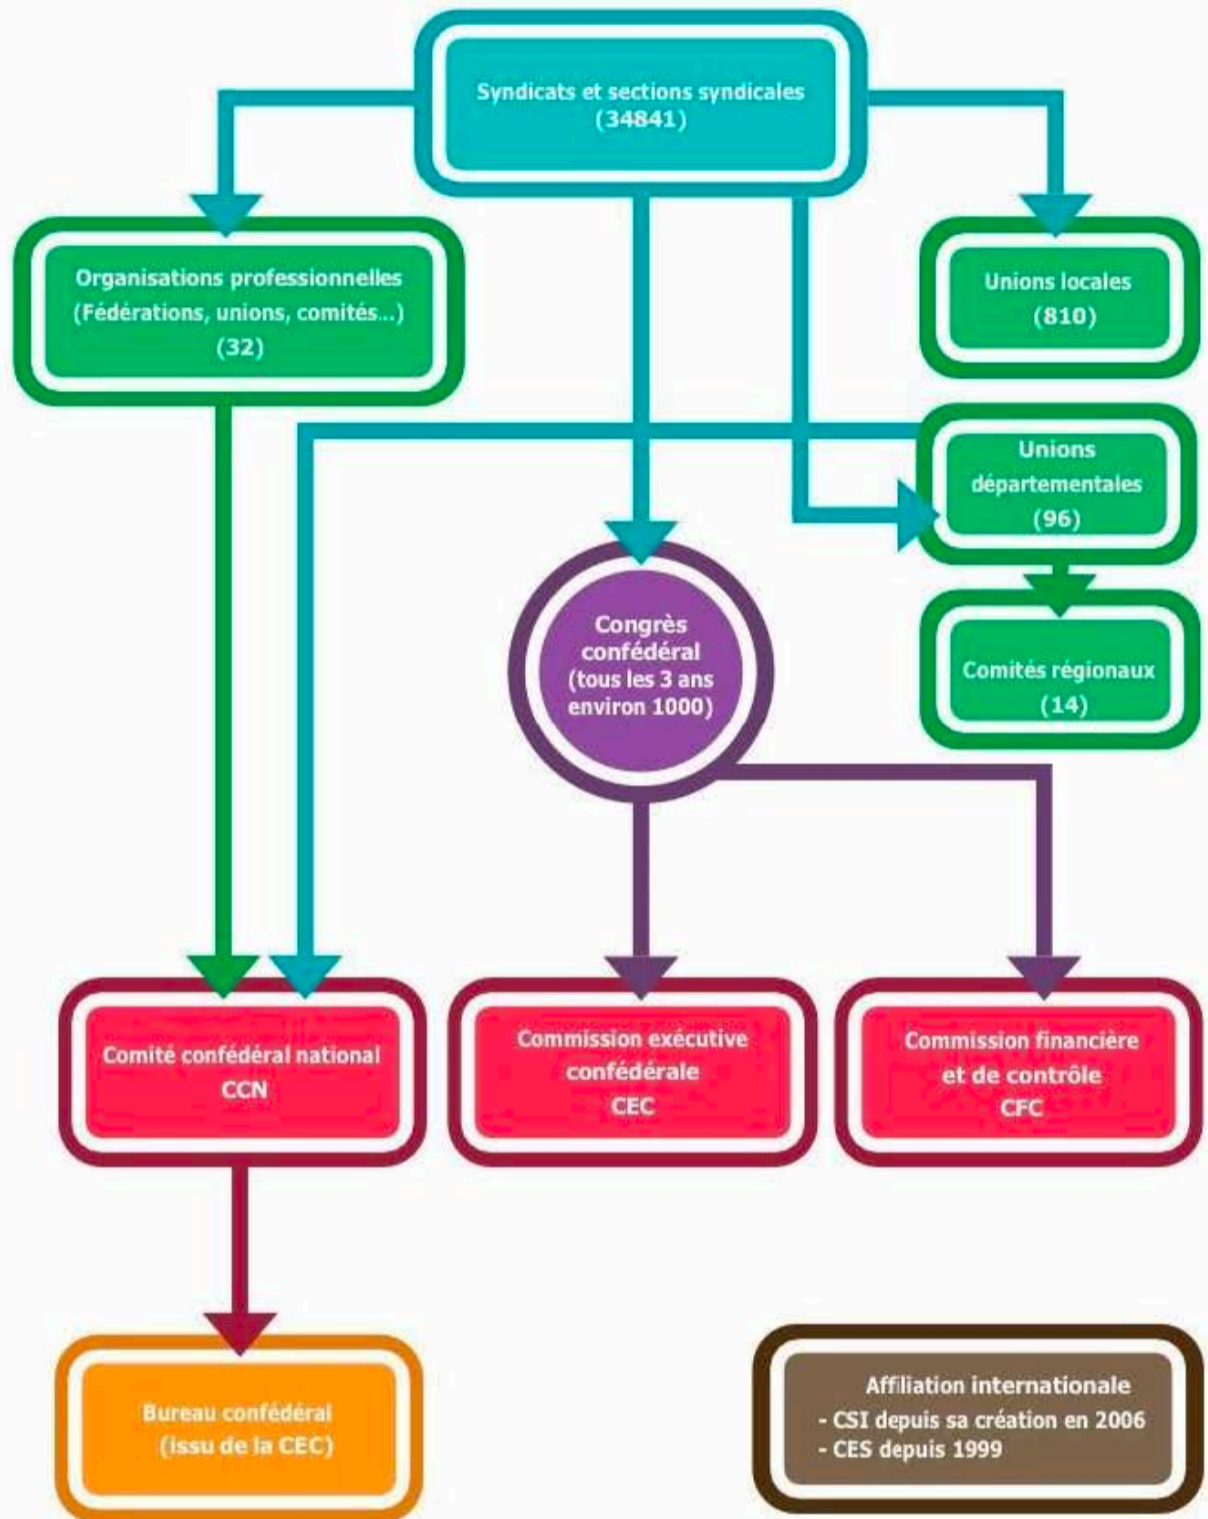 Syndicats et sections syndicales
(34841)
Organisations professionnelles
(Fédérations, unions, comités...)
(32)
Unions locales
(810)
Unions
départementales
(96)
Congrès
confédéral
(tous les 3 ans
environ 1000)
Comités régionaux
(14)
Comité confédéral national
CCN
Commission exécutive
confédérale
CEC
Commission financière
et de contrôle
CFC
Bureau confédéral
(issu de la CEC)
Affiliation internationale
- CSI depuis sa création en 2006
- CES depuis 1999